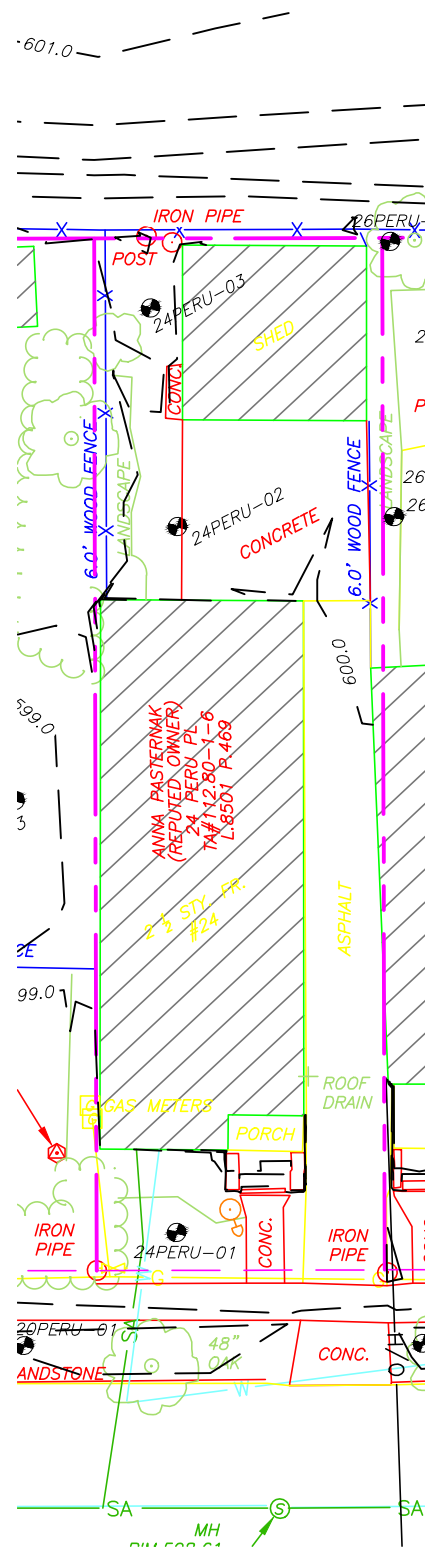 601.0
IRON PIPE
26PERU-
POST
24PERU-03
SHED
CONC.
6.0' WOOD FENCE
LANDSCAPE
24PERU-02
CONCRETE
6.0' WOOD FENCE
LANDSCAPE
26
26
600.0
599.0
ANNA PASTERNAK
(REPUTED OWNER)
24 PERU PL
TA#112.80-1-6
L.8501 P.469
2 ½ STY. FR.
#24
ASPHALT
CE
99.0
GAS METERS
ROOF
DRAIN
PORCH
IRON
PIPE
24PERU-01
CONC.
IRON
PIPE
G
W
20PERU-01
SA
48"
OAK
CONC.
ANDSTONE
W
SA
S
SA
MH